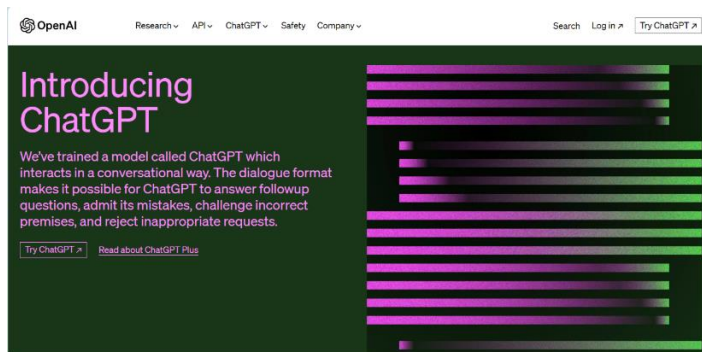 OpenAI Research API ChatGPT Safety Company Search Log in ↗ Try ChatGPT ↗
Introducing
ChatGPT
We've trained a model called ChatGPT which
interacts in a conversational way. The dialogue format
makes it possible for ChatGPT to answer followup
questions, admit its mistakes, challenge incorrect
premises, and reject inappropriate requests.
Try ChatGPT ↗ Read about ChatGPT Plus